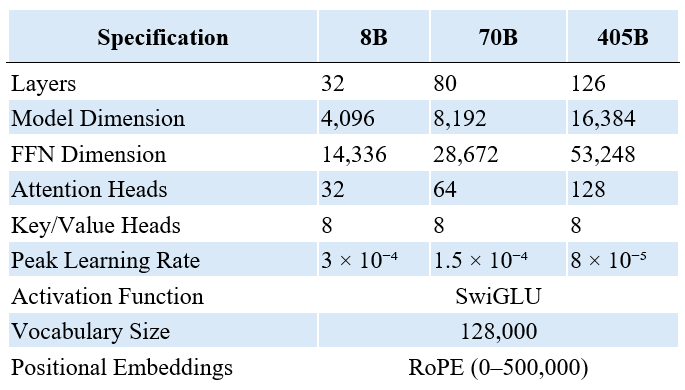 Specification 8B 70B 405B
Layers 32 80 126
Model Dimension 4,096 8,192 16,384
FFN Dimension 14,336 28,672 53,248
Attention Heads 32 64 128
Key/Value Heads 8 8 8
Peak Learning Rate 3 × 10⁻⁴ 1.5 × 10⁻⁴ 8 × 10⁻⁵
Activation Function SwiGLU
Vocabulary Size 128,000
Positional Embeddings RoPE (0–500,000)